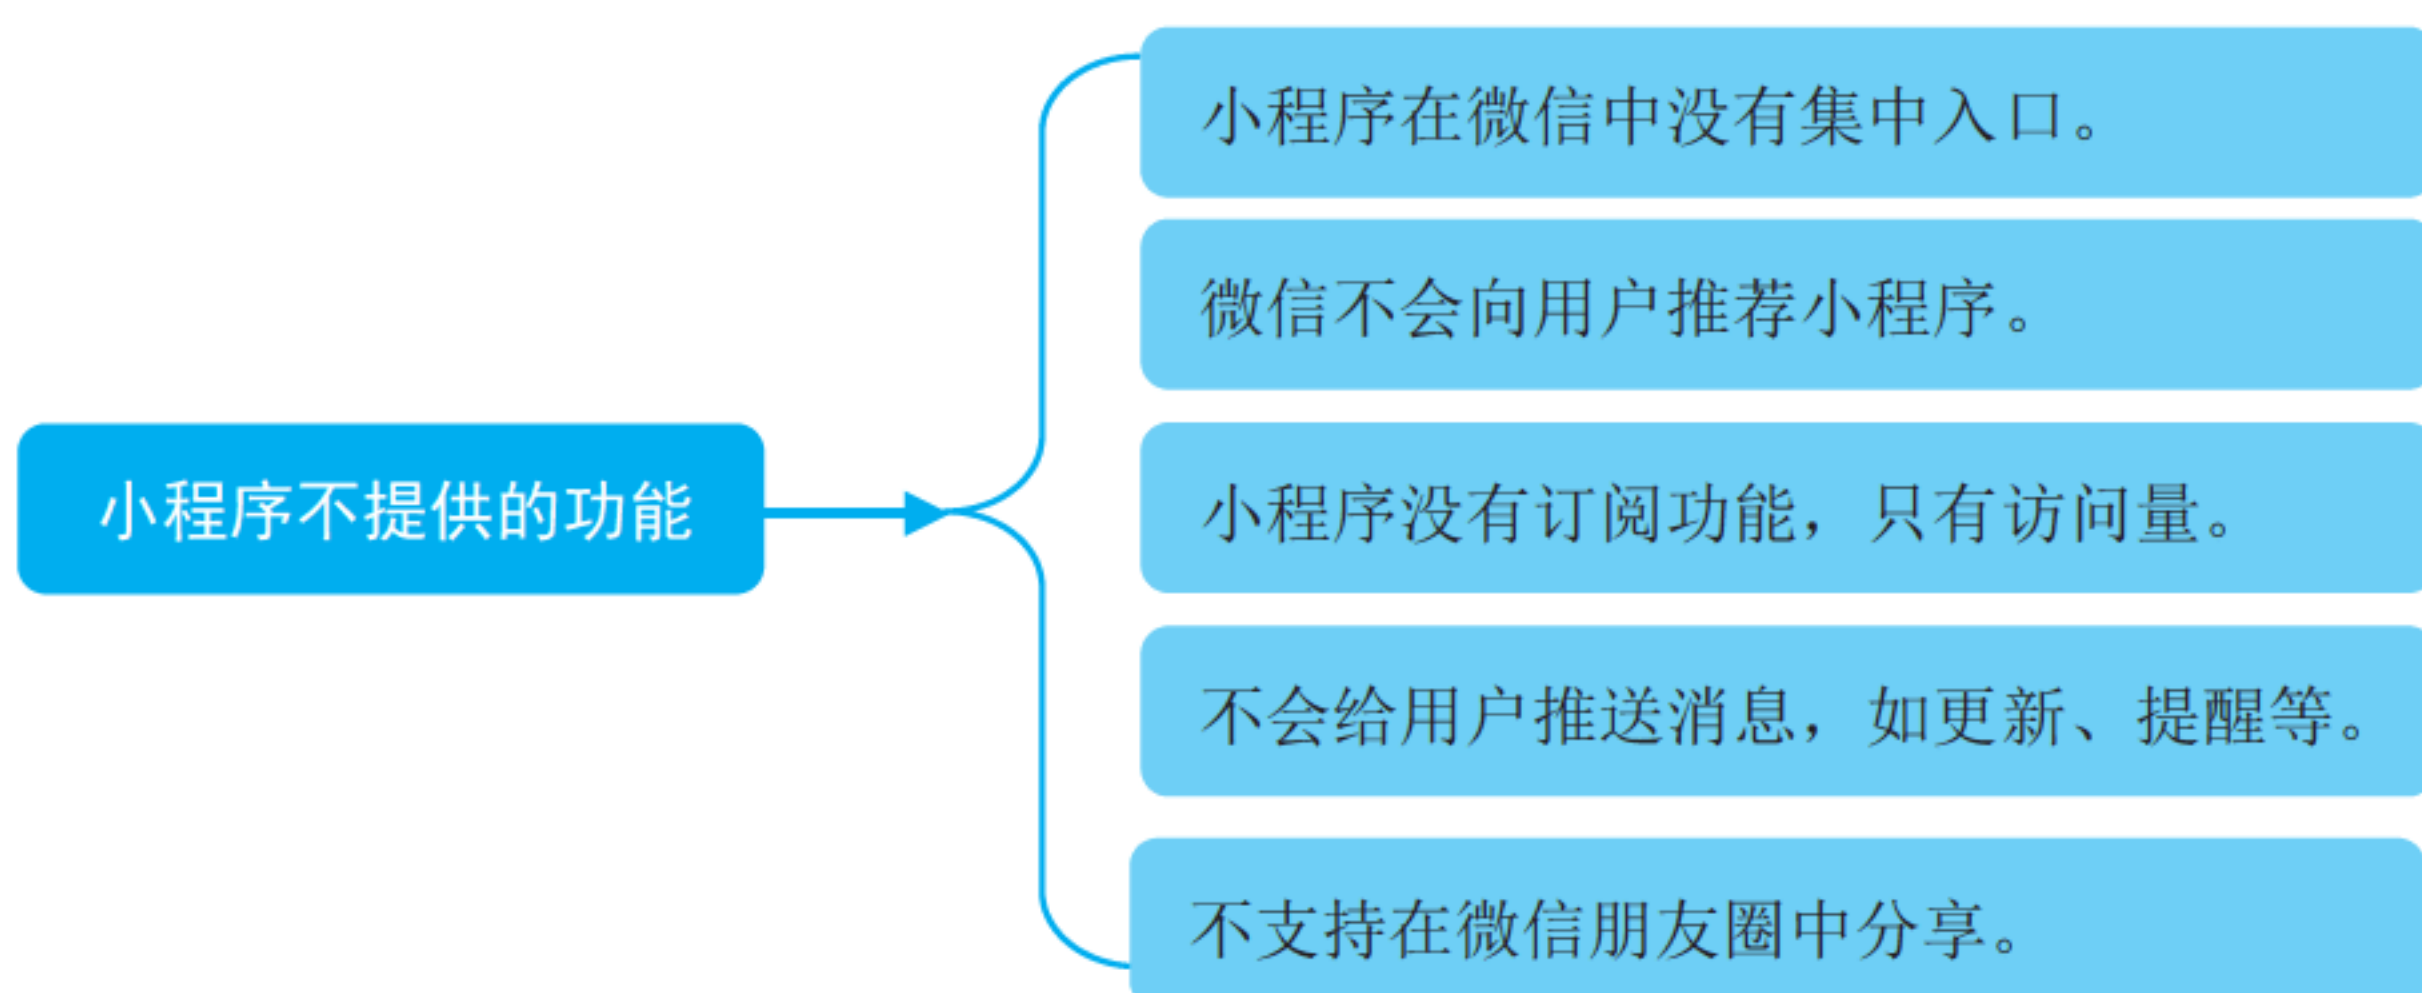 小程序在微信中没有集中入口。
微信不会向用户推荐小程序。
小程序不提供的功能
小程序没有订阅功能，只有访问量。
不会给用户推送消息，如更新、提醒等。
不支持在微信朋友圈中分享。